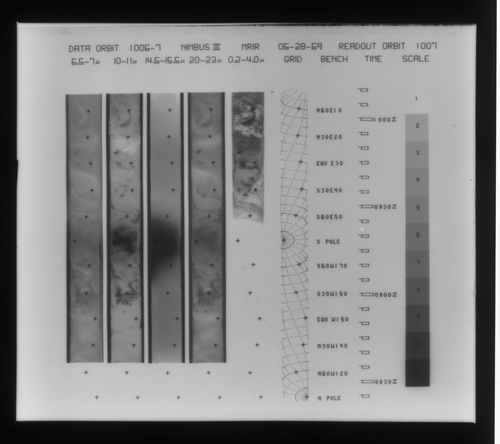 DATA ORBIT 1006-7 NIMBUS III MRIR 06-28-69 READOUT ORBIT 1007
6.5-7µ 10-11µ 14.5-15.5µ 20-23µ 0.2-4.0µ GRID BENCH TIME SCALE
1
N60E10
1000Z
2
N30E20
3
EQU E30
4
S30E40
5
0930Z
S60E50
6
S POLE
S60W170
7
S30W150
0900Z
8
EQU W150
N30W140
N60W120
0830Z
N POLE